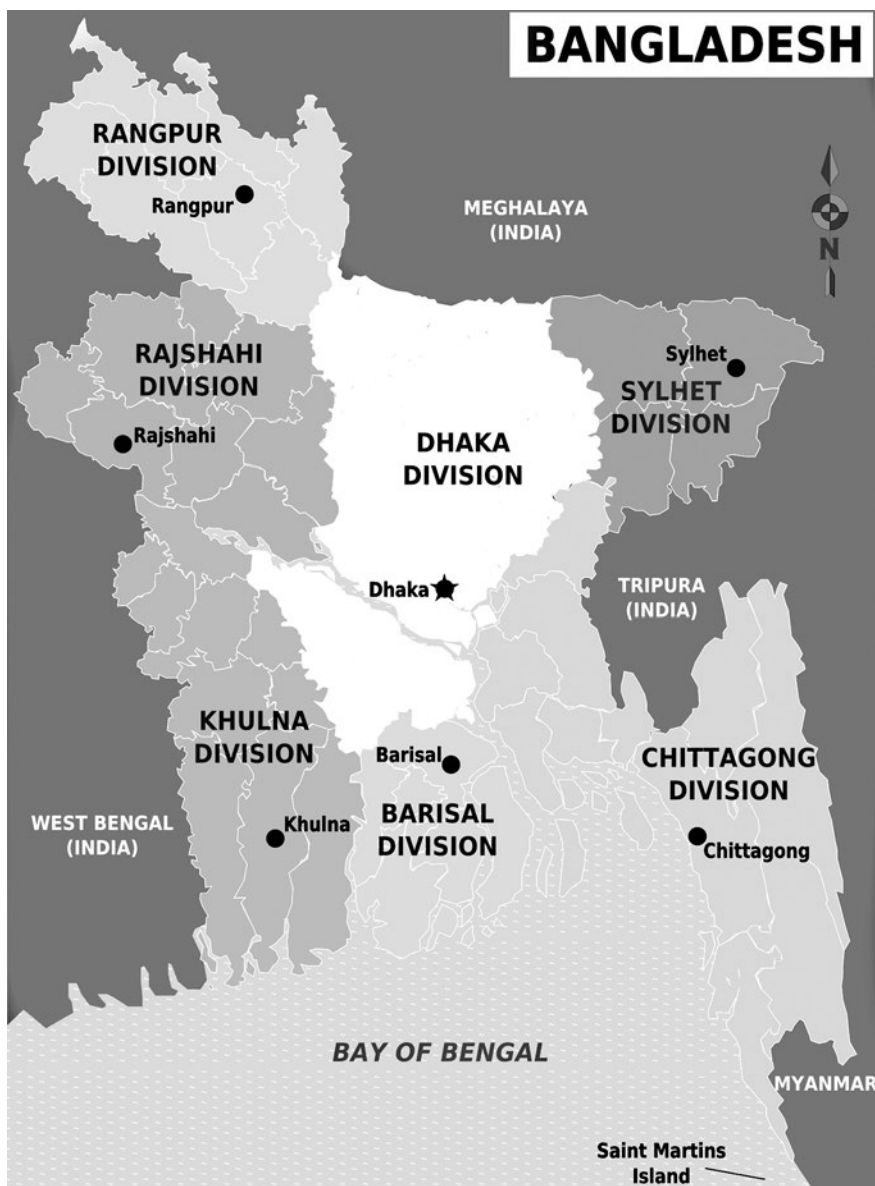 BANGLADESH
RANGPUR
DIVISION
Rangpur
MEGHALAYA
(INDIA)
N
RAJSHAHI
DIVISION
Rajshahi
Sylhet
SYLHET
DIVISION
DHAKA
DIVISION
Dhaka
TRIPURA
(INDIA)
KHULNA
DIVISION
Khulna
Barisal
BARISAL
DIVISION
CHITTAGONG
DIVISION
Chittagong
WEST BENGAL
(INDIA)
BAY OF BENGAL
MYANMAR
Saint Martins
Island